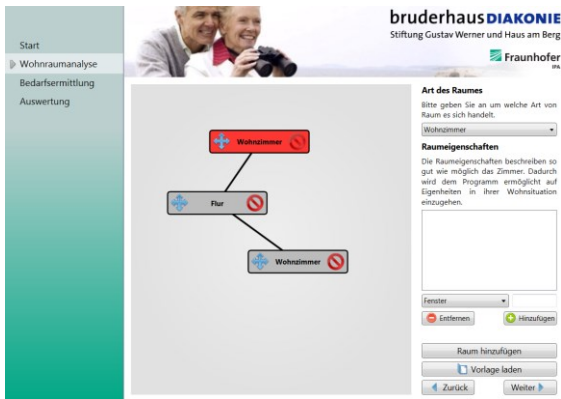 bruderhausDIAKONIE
Stiftung Gustav Werner und Haus am Berg
Fraunhofer
IPA
Start
Wohnraumanalyse
Bedarfsermittlung
Auswertung
Wohnzimmer
Flur
Wohnzimmer
Art des Raumes
Bitte geben Sie an um welche Art von
Raum es sich handelt.
Wohnzimmer
Raumeigenschaften
Die Raumeigenschaften beschreiben so
gut wie möglich das Zimmer. Dadurch
wird dem Programm ermöglicht auf
Eigenheiten in ihrer Wohnsituation
einzugehen.
Fenster
Entfernen
Hinzufügen
Raum hinzufügen
Vorlage laden
Zurück
Weiter